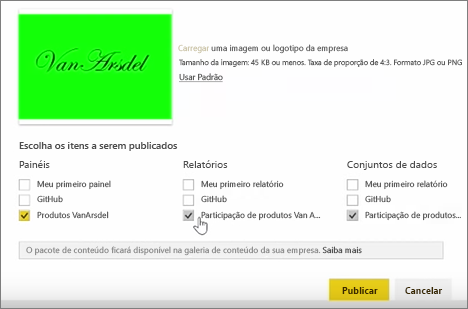 VanArsdel
Carregar uma imagem ou logotipo da empresa
Tamanho da imagem: 45 KB ou menos. Taxa de proporção de 4:3. Formato JPG ou PNG
Usar Padrão
Escolha os itens a serem publicados
Painéis Relatórios Conjuntos de dados
Meu primeiro painel Meu primeiro relatório Meu primeiro relatório
GitHub GitHub GitHub
Produtos VanArsdel Participação de produtos Van A... Participação de produtos...
O pacote de conteúdo ficará disponível na galeria de conteúdo da sua empresa. Saiba mais
Publicar Cancelar